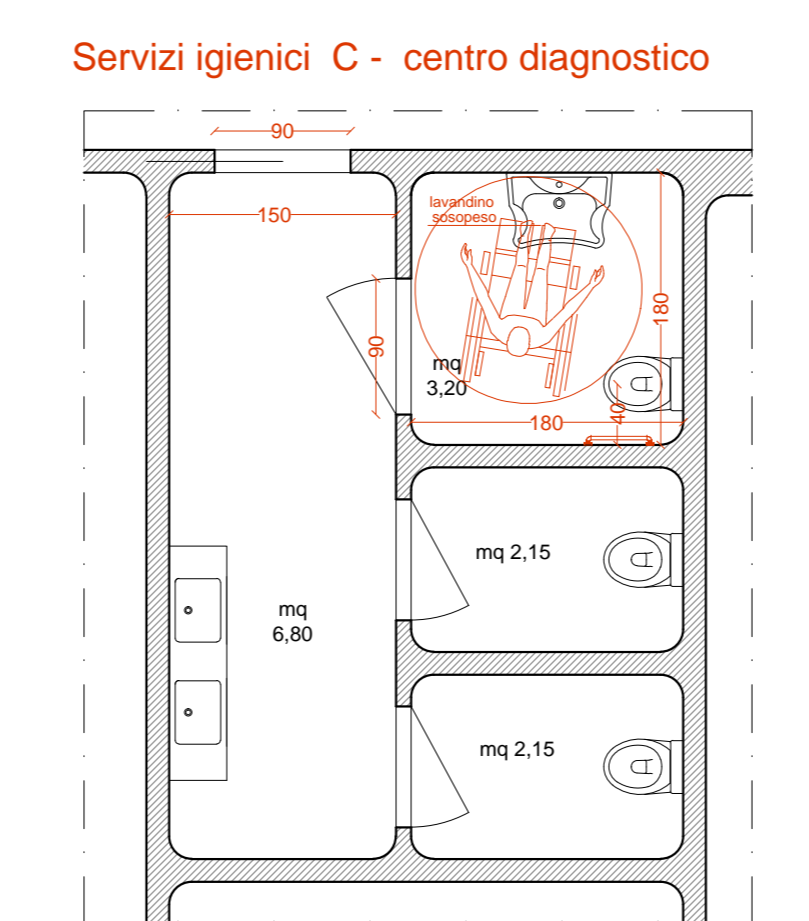 Servizi igienici C - centro diagnostico
90
150
lavandino
sosopeso
90
180
mq
3,20
40
180
mq 2,15
mq
6,80
mq 2,15